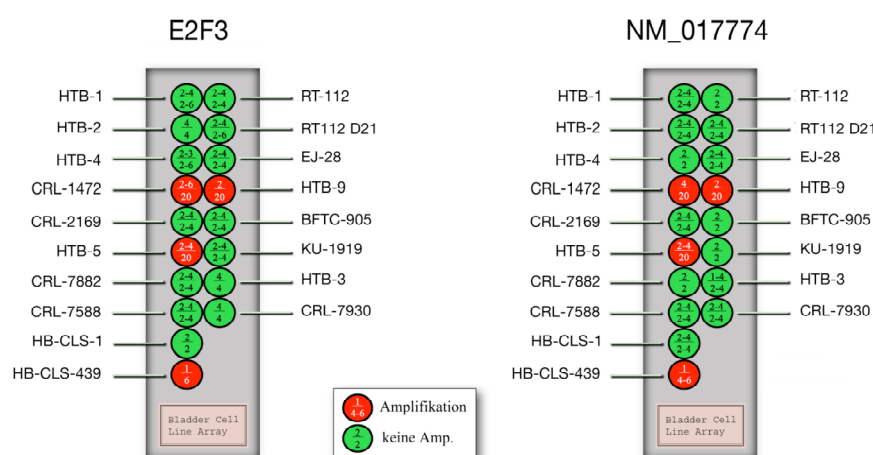 E2F3
NM_017774
HTB-1 2-4/2-6 2-4/2-4 RT-112
HTB-2 4/4 2-4/2-6 RT112 D21
HTB-4 2-3/2-6 2-4/2-4 EJ-28
CRL-1472 2-6/20 2/20 HTB-9
CRL-2169 2-4/2-4 2-4/2-4 BFTC-905
HTB-5 2-4/20 2-4/2-4 KU-1919
CRL-7882 2-4/2-4 4/4 HTB-3
CRL-7588 2-4/2-4 4/4 CRL-7930
HB-CLS-1 2/2
HB-CLS-439 1/6
Bladder Cell
Line Array
HTB-1 2-4/2-4 2/2 RT-112
HTB-2 2-4/2-4 2-4/2-4 RT112 D21
HTB-4 2/2 2-4/2-4 EJ-28
CRL-1472 4/20 2/20 HTB-9
CRL-2169 2-4/2-4 2/2 BFTC-905
HTB-5 2-4/20 2/2 KU-1919
CRL-7882 2/2 1-4/2-4 HTB-3
CRL-7588 2-4/2-4 2-4/2-4 CRL-7930
HB-CLS-1 2-4/2-4
HB-CLS-439 1/4-6
Bladder Cell
Line Array
1/4-6 Amplifikation
2/2 keine Amp.